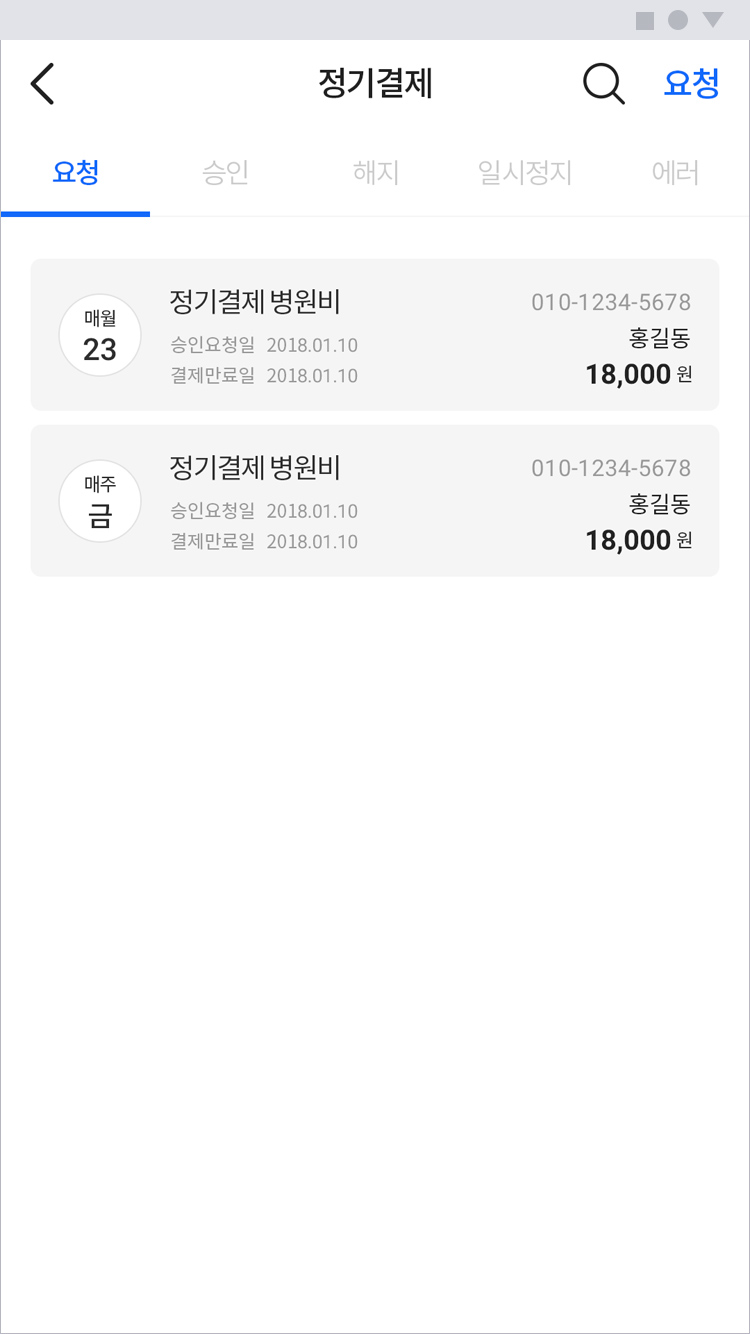 정기결제
요청
요청 승인 해지 일시정지 에러
매월
23
정기결제 병원비
승인요청일 2018.01.10
결제만료일 2018.01.10
010-1234-5678
홍길동
18,000 원
매주
금
정기결제 병원비
승인요청일 2018.01.10
결제만료일 2018.01.10
010-1234-5678
홍길동
18,000 원